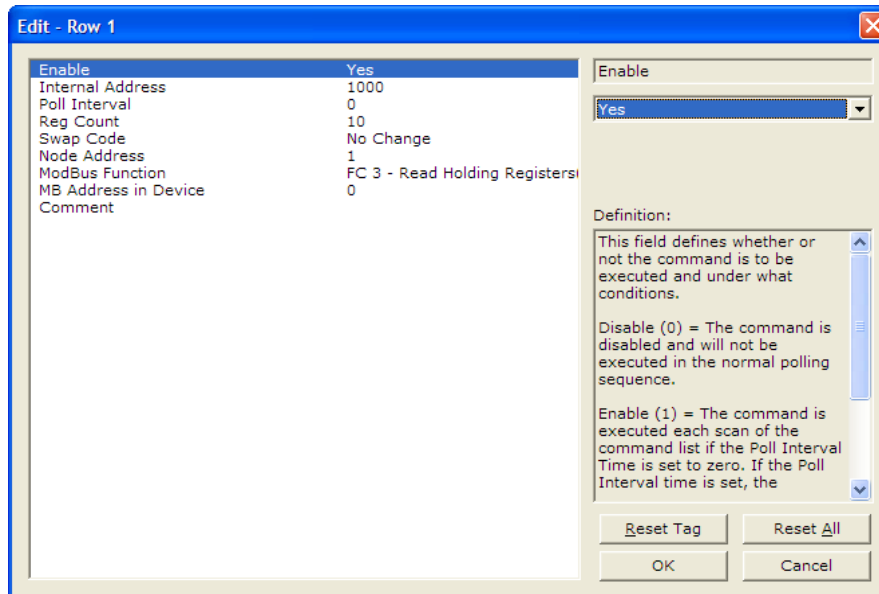 Edit - Row 1
Enable Yes
Internal Address 1000
Poll Interval 0
Reg Count 10
Swap Code No Change
Node Address 1
ModBus Function FC 3 - Read Holding Registers(
MB Address in Device 0
Comment
Enable
Yes
Definition:
This field defines whether or
not the command is to be
executed and under what
conditions.
Disable (0) = The command is
disabled and will not be
executed in the normal polling
sequence.
Enable (1) = The command is
executed each scan of the
command list if the Poll Interval
Time is set to zero. If the Poll
Interval time is set, the
Reset Tag Reset All
OK Cancel